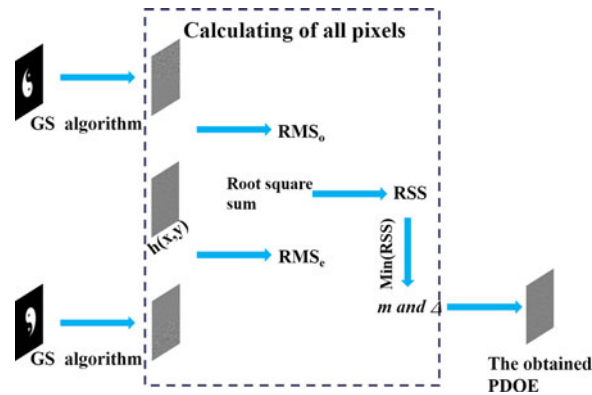 Calculating of all pixels
GS algorithm
RMSₒ
Root square
sum
RSS
h(x,y)
RMSₑ
Min(RSS)
m and Δ
GS algorithm
The obtained
PDOE